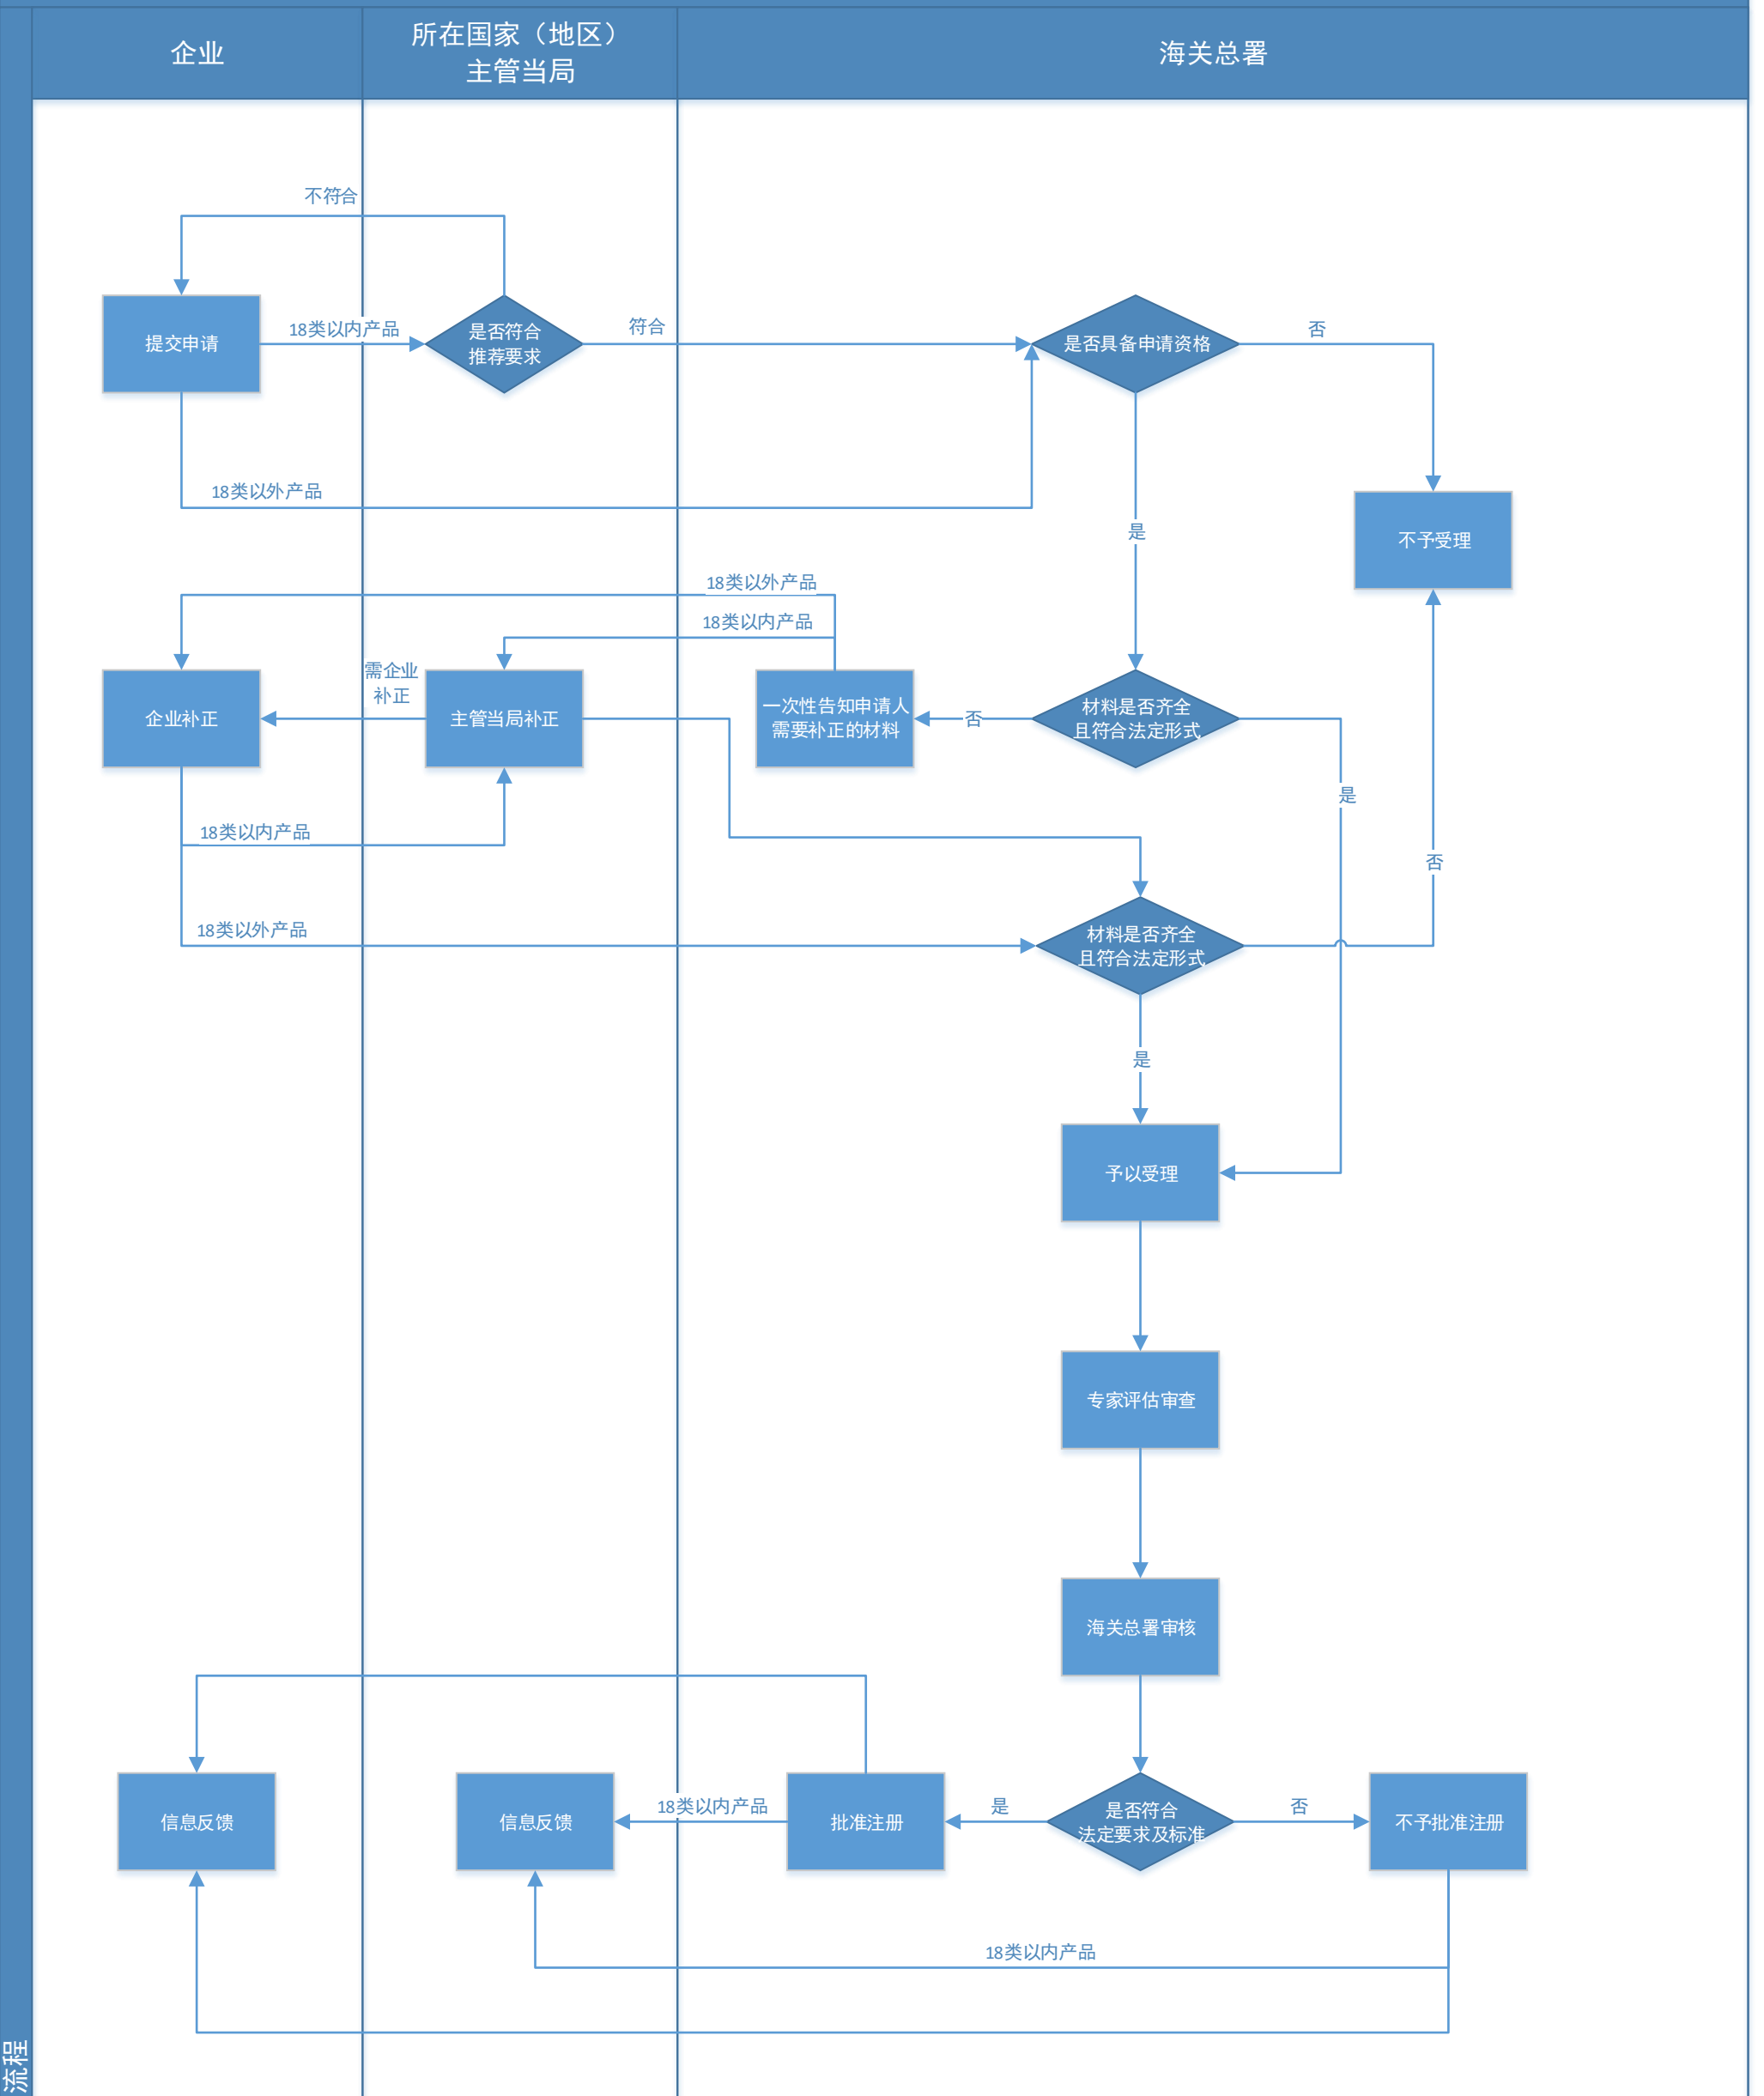 企业
所在国家（地区）
主管当局
海关总署
不符合
提交申请
18类以内产品
是否符合
推荐要求
符合
是否具备申请资格
否
18类以外产品
是
不予受理
18类以外产品
18类以内产品
企业补正
需企业
补正
主管当局补正
一次性告知申请人
需要补正的材料
否
材料是否齐全
且符合法定形式
是
18类以内产品
否
18类以外产品
材料是否齐全
且符合法定形式
是
予以受理
专家评估审查
海关总署审核
信息反馈
信息反馈
18类以内产品
批准注册
是
是否符合
法定要求及标准
否
不予批准注册
18类以内产品
流程